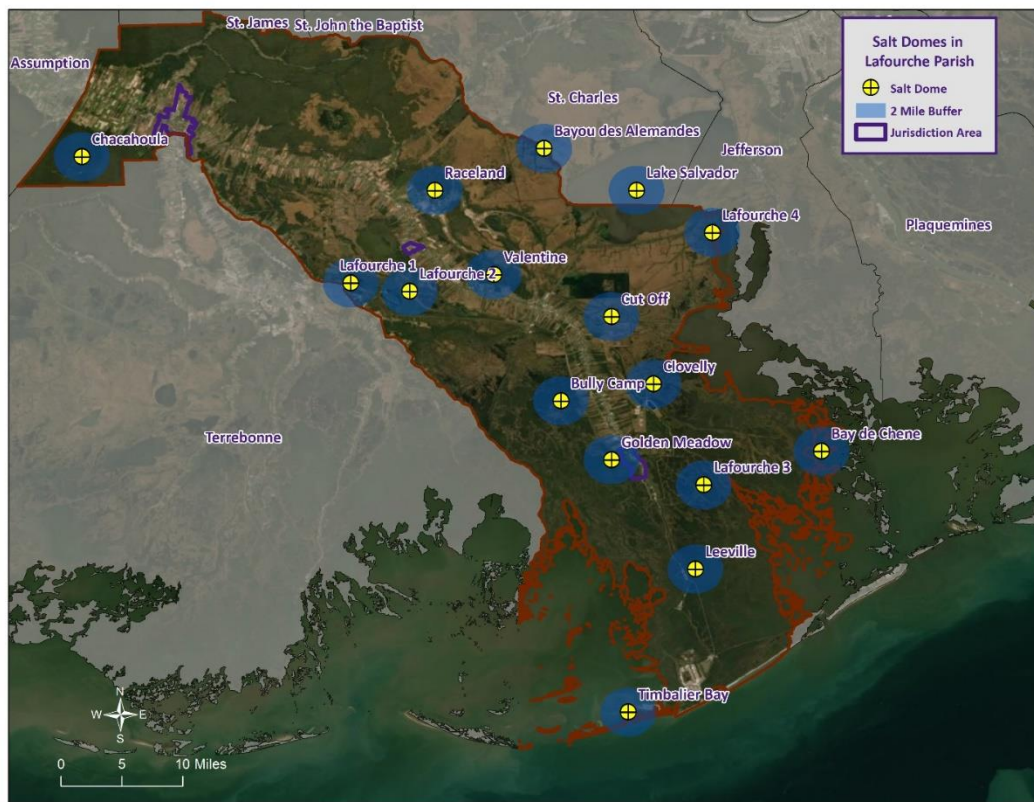 St. James
St. John the Baptist
Assumption
St. Charles
Jefferson
Plaquemines
Terrebonne
Salt Domes in
Lafourche Parish
Salt Dome
2 Mile Buffer
Jurisdiction Area
Chacahoula
Bayou des Alemandes
Raceland
Lake Salvador
Lafourche 4
Lafourche 1
Lafourche 2
Valentine
Cut Off
Clovelly
Bully Camp
Golden Meadow
Bay de Chene
Lafourche 3
Leeville
Timbalier Bay
N
W E
S
0 5 10 Miles